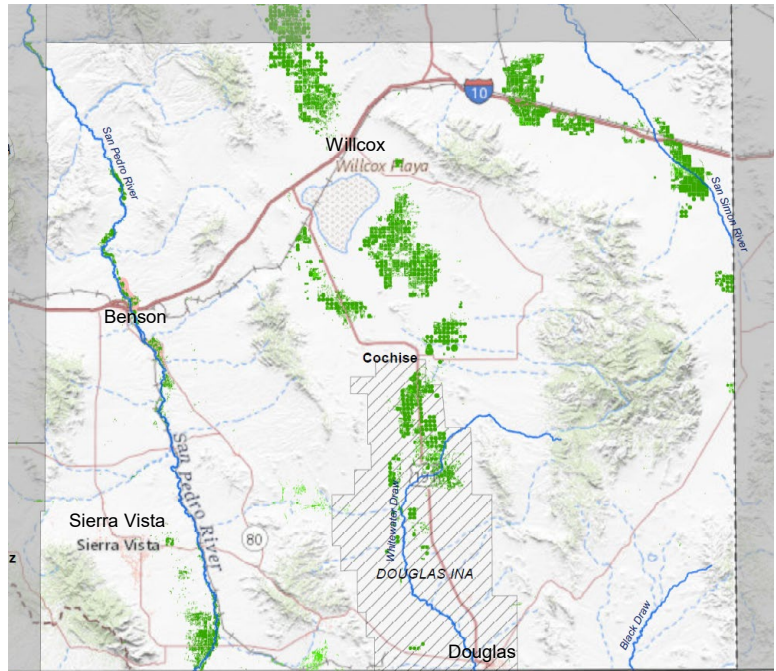 10
Willcox
Willcox Playa
San Pedro River
San Simon River
Benson
Cochise
San Pedro River
Sierra Vista
Sierra Vista
80
Whitewater Draw
DOUGLAS INA
z
Black Draw
Douglas